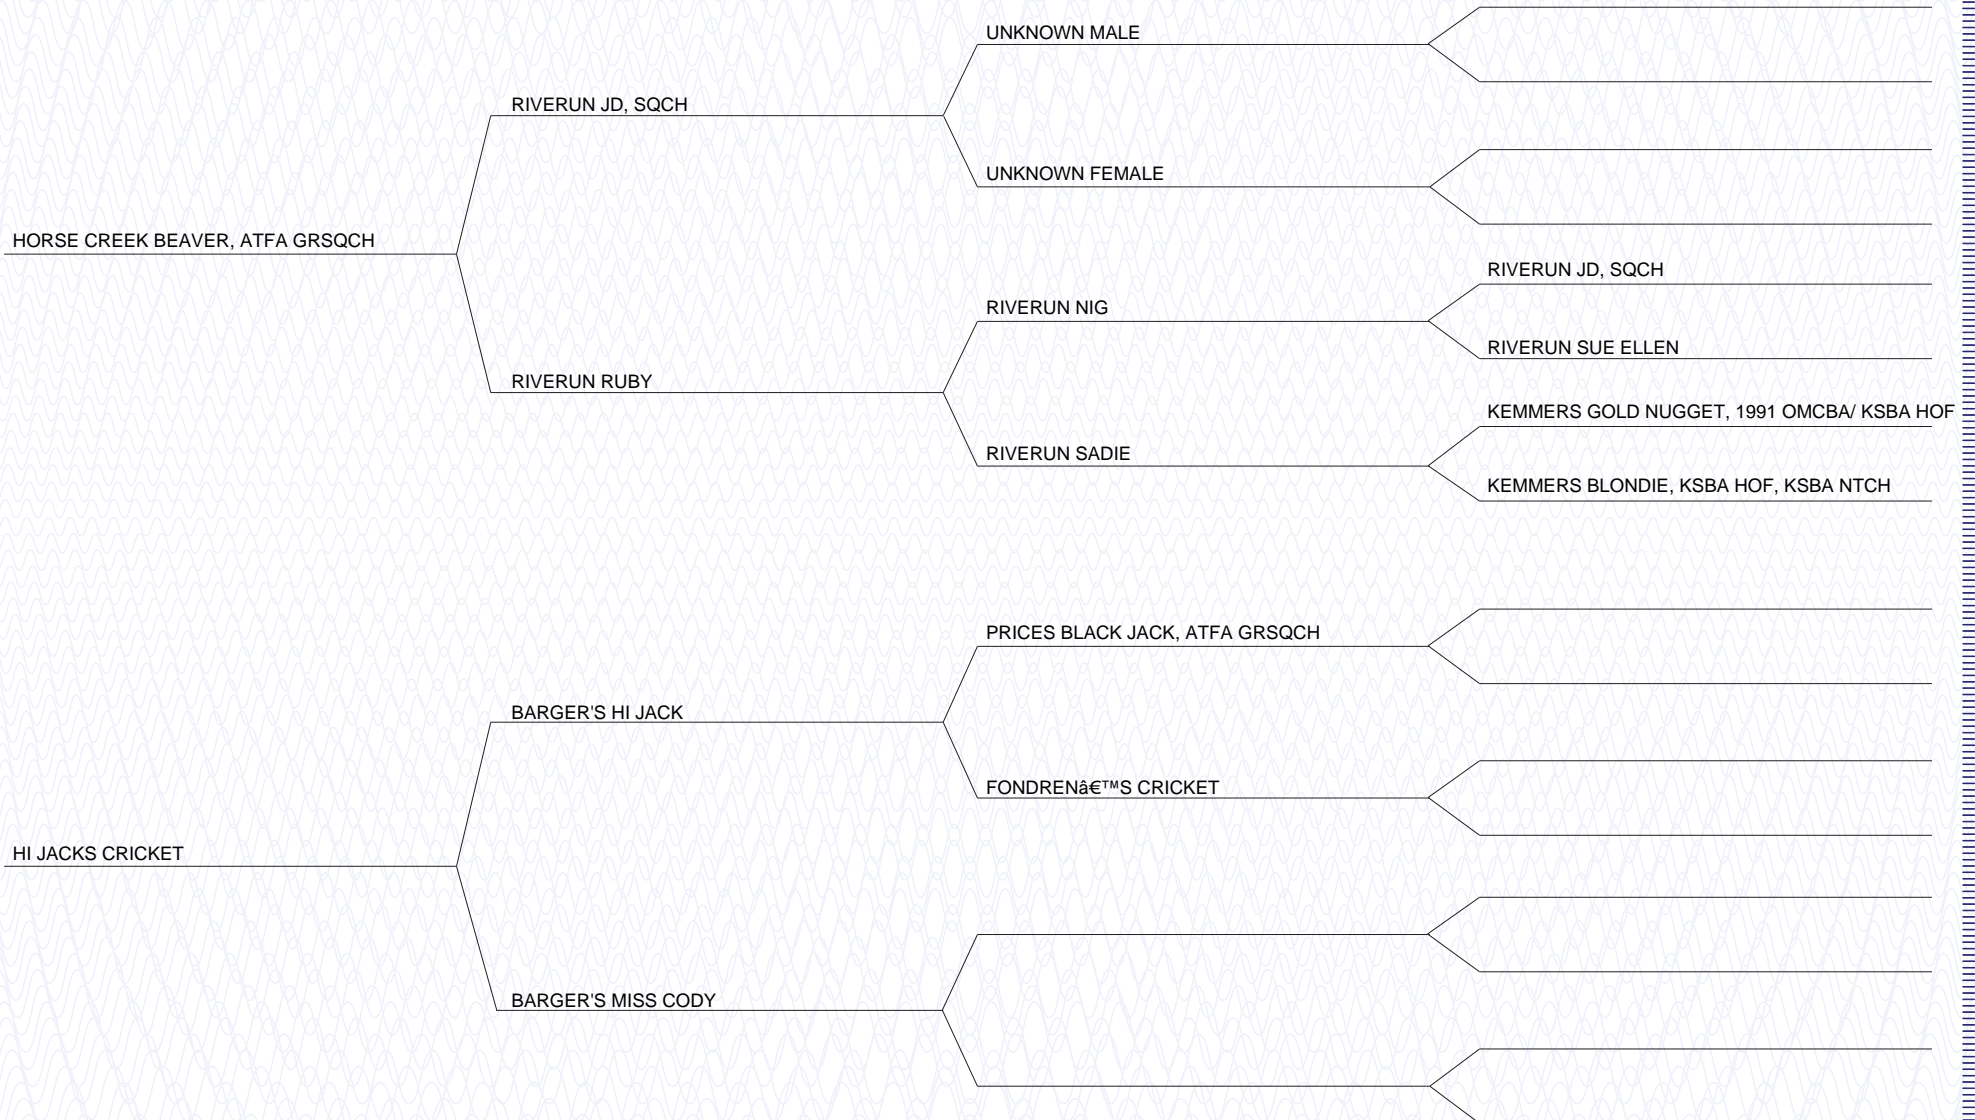 UNKNOWN MALE
RIVERUN JD, SQCH
UNKNOWN FEMALE
HORSE CREEK BEAVER, ATFA GRSQCH
RIVERUN JD, SQCH
RIVERUN NIG
RIVERUN SUE ELLEN
RIVERUN RUBY
KEMMERS GOLD NUGGET, 1991 OMCBA/ KSBA HOF
RIVERUN SADIE
KEMMERS BLONDIE, KSBA HOF, KSBA NTCH
PRICES BLACK JACK, ATFA GRSQCH
BARGER'S HI JACK
FONDRENâ€™S CRICKET
HI JACKS CRICKET
BARGER'S MISS CODY